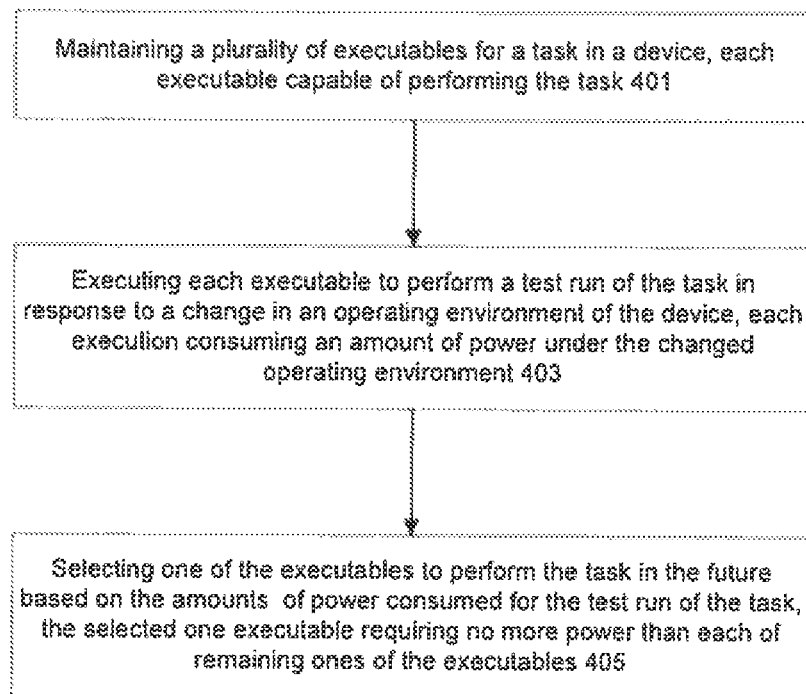 Maintaining a plurality of executables for a task in a device, each
executable capable of performing the task 401
Executing each executable to perform a test run of the task in
response to a change in an operating environment of the device, each
execution consuming an amount of power under the changed
operating environment 403
Selecting one of the executables to perform the task in the future
based on the amounts of power consumed for the test run of the task,
the selected one executable requiring no more power than each of
remaining ones of the executables 405